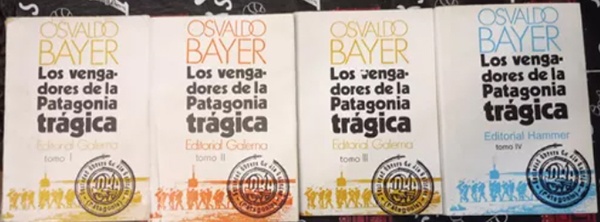 OSVALDO
BAYER
Los venga-
dores de la
Patagonia
trágica
Editorial Galerna
tomo I
OSVALDO
BAYER
Los venga-
dores de la
Patagonia
trágica
Editorial Galerna
tomo II
OSVALDO
BAYER
Los venga-
dores de la
Patagonia
trágica
Editorial Galerna
tomo III
OSVALDO
BAYER
Los venga-
dores de la
Patagonia
trágica
Editorial Hammer
tomo IV